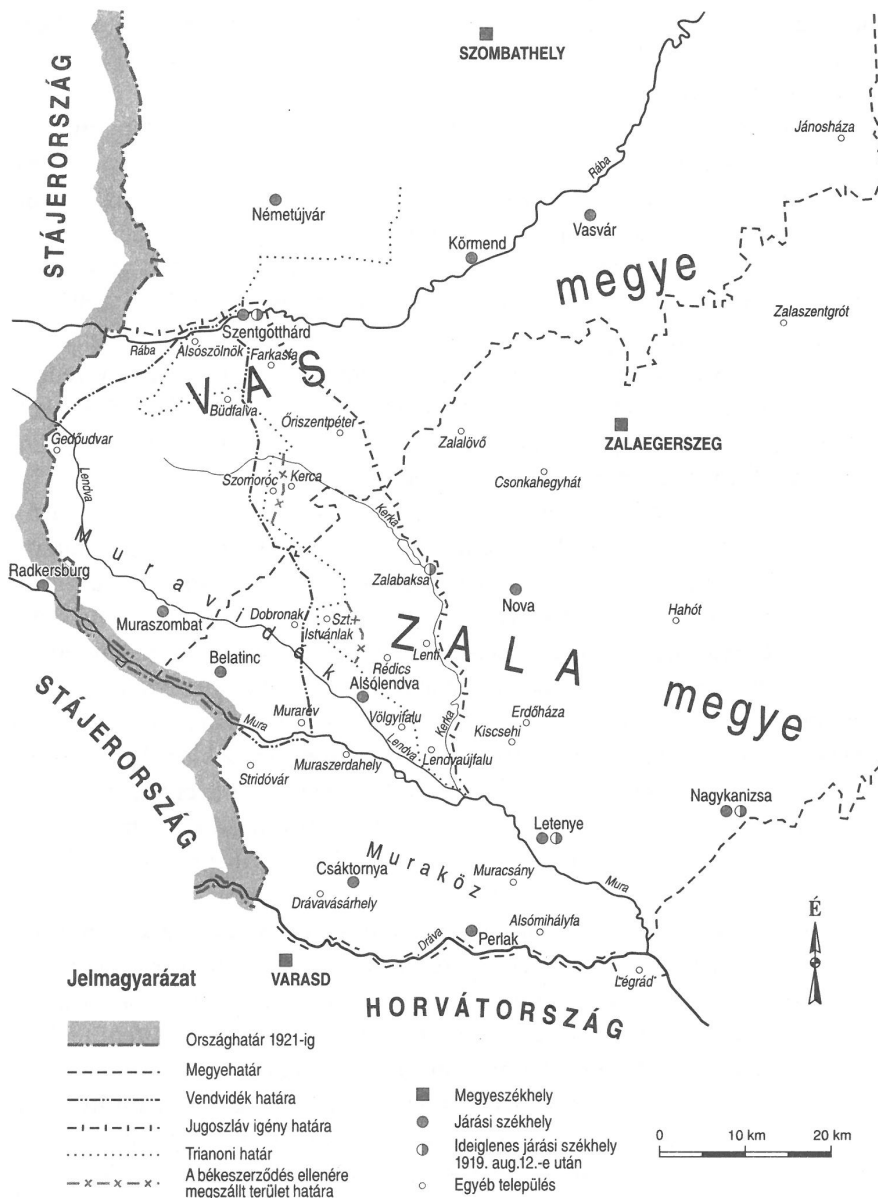 SZOMBATHELY
STÁJERORSZÁG
Jánosháza
Rába
Németújvár
Vasvár
Körmend
megye
Zalaszentgrót
Szentgotthárd
Rába
Alsószölnök
Farkasfa
VAS
Büdfalva
Őriszentpéter
Zalalövő
ZALAEGERSZEG
Gedőudvar
Csonkahegyhát
Lendva
Szomoróc
Kerca
Kerka
Muravidék
Radkersburg
Zalabaksa
Nova
Muraszombat
Dobronak
Szt.
Istvánlak
Hahót
ZALA
Lenti
Belatinc
Rédics
Alsólendva
megye
STÁJERORSZÁG
Mura
Murarév
Völgyifalu
Kerka
Erdőháza
Kiscsehi
Lendva
Lendvaújfalu
Muraszerdahely
Stridóvár
Nagykanizsa
Letenye
Muraköz
Csáktornya
Muracsány
Mura
Drávavásárhely
Alsómihályfa
É
Dráva
Perlak
Légrád
VARASD
HORVÁTORSZÁG
Jelmagyarázat
Országhatár 1921-ig
Megyehatár
Vendvidék határa
Jugoszláv igény határa
Trianoni határ
A békeszerződés ellenére
megszállt terület határa
Megyeszékhely
Járási székhely
Ideiglenes járási székhely
1919. aug.12.-e után
Egyéb település
0 10 km 20 km